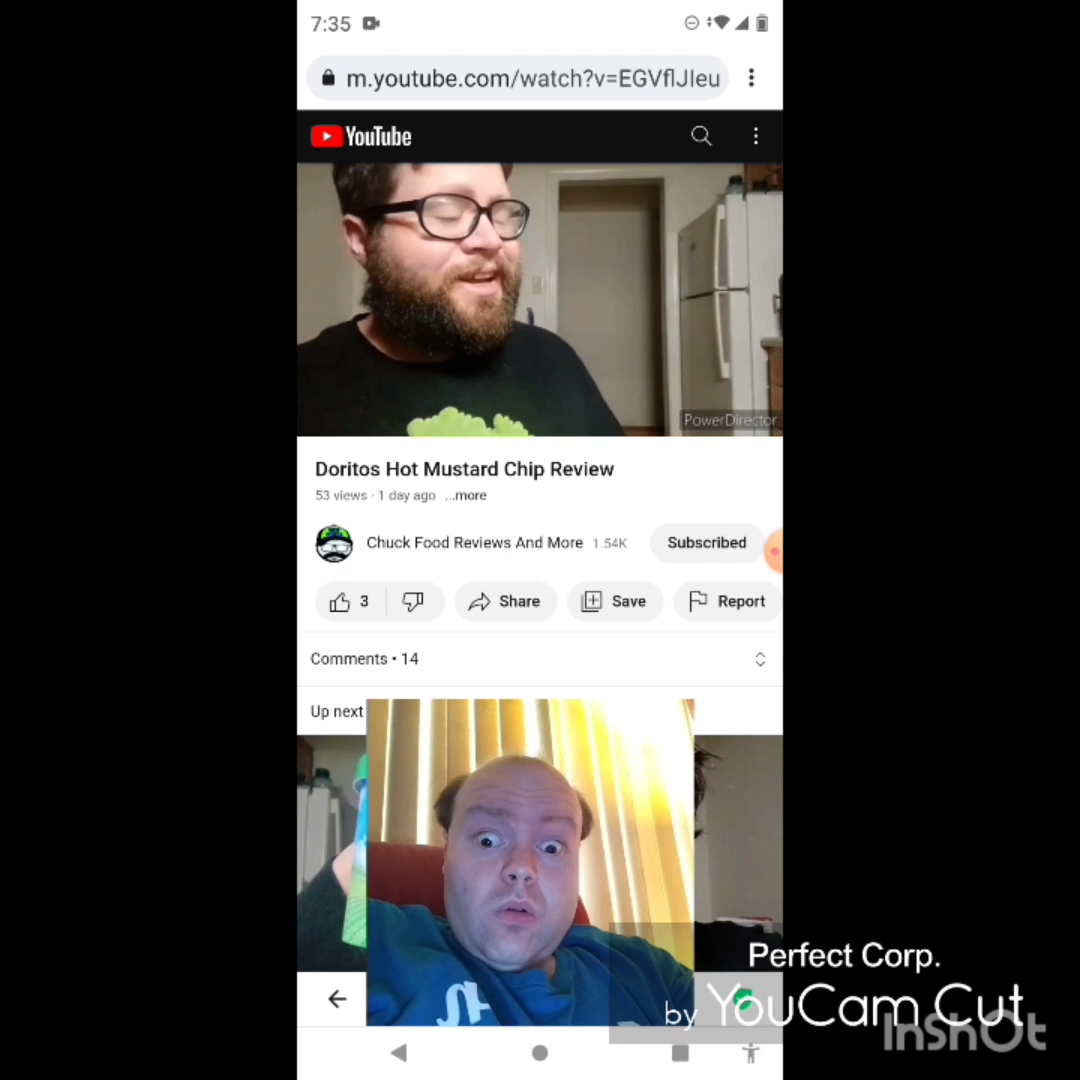 7:35
m.youtube.com/watch?v=EGVflJIeu
YouTube
PowerDirector
Doritos Hot Mustard Chip Review
53 views · 1 day ago ...more
Chuck Food Reviews And More 1.54K Subscribed
3 Share Save Report
Comments • 14
Up next
Perfect Corp.
by YouCam Cut
InShOt